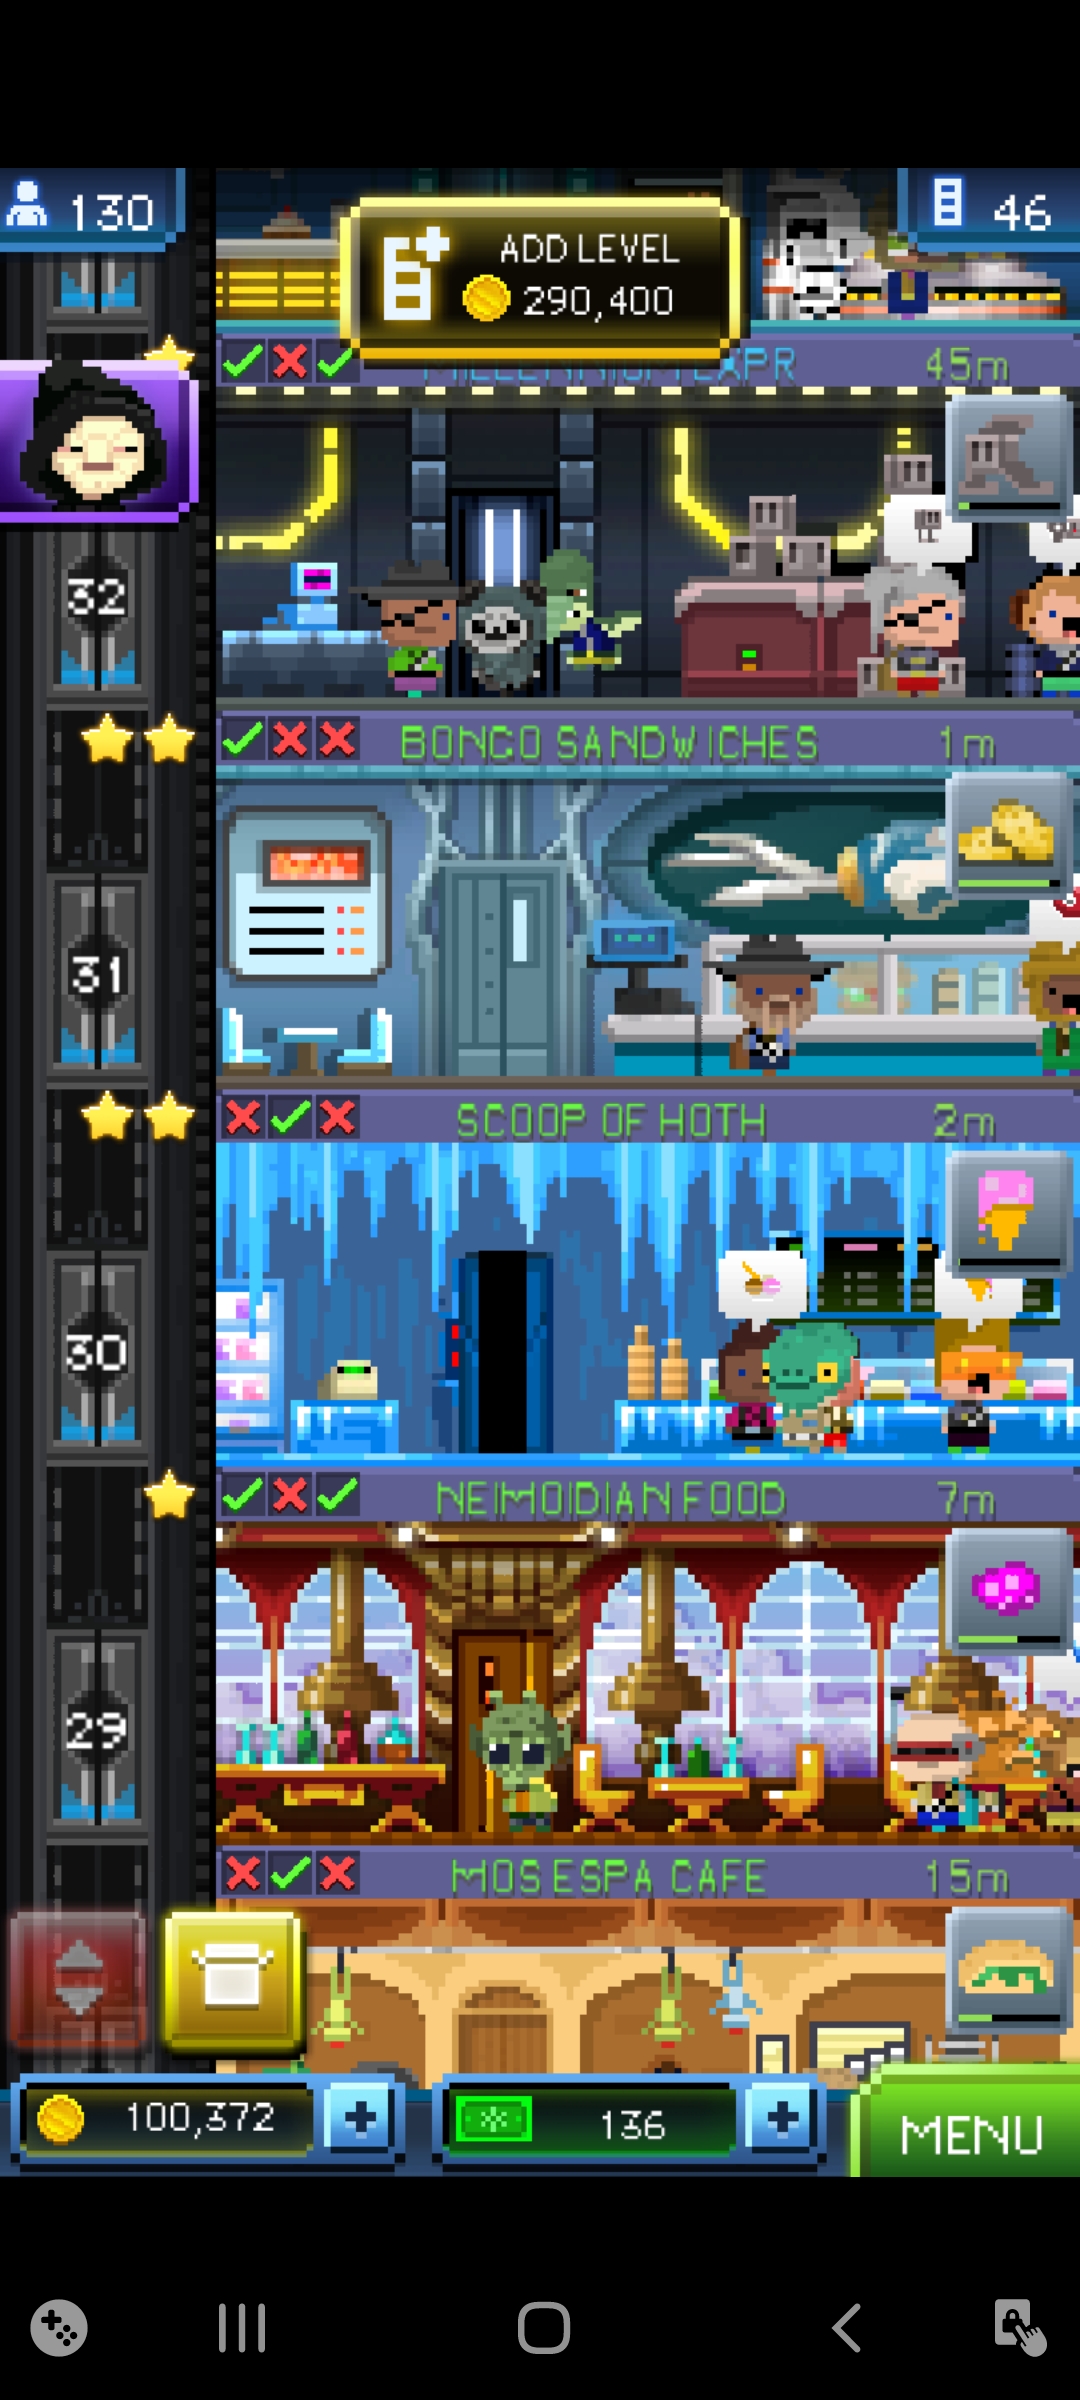 130
ADD LEVEL
290,400
46
MILLENNIUM EXPR
45m
32
BONGO SANDWICHES
1m
31
SCOOP OF HOTH
2m
30
NEIMOIDIAN FOOD
7m
29
MOS ESPA CAFE
15m
100,372
136
MENU